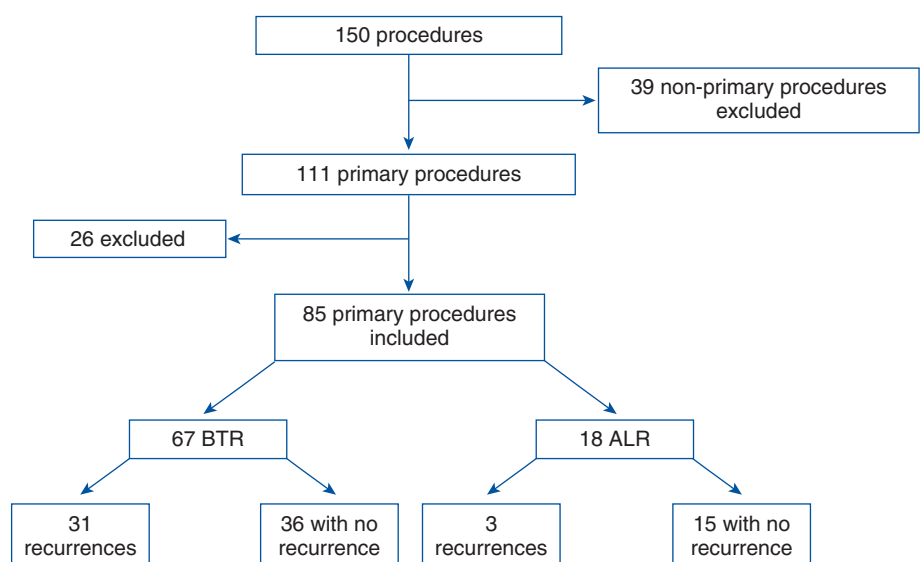 150 procedures
39 non-primary procedures
excluded
111 primary procedures
26 excluded
85 primary procedures
included
67 BTR
18 ALR
31
recurrences
36 with no
recurrence
3
recurrences
15 with no
recurrence